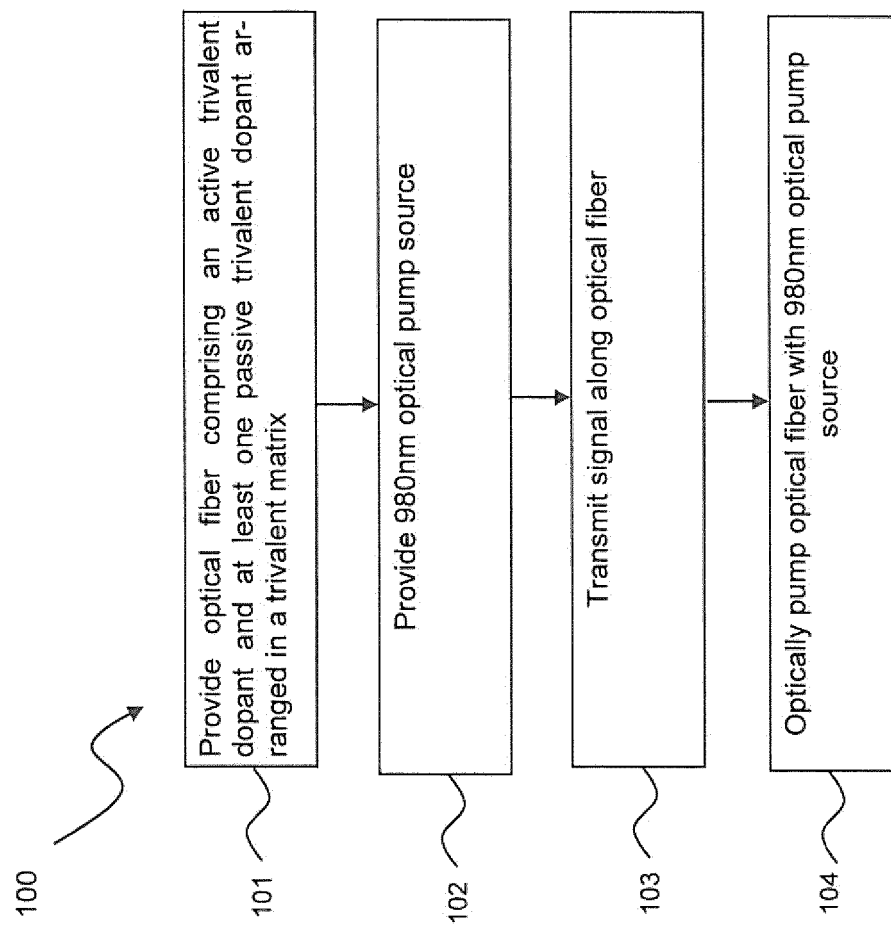 100
101
Provide optical fiber comprising an active trivalent
dopant and at least one passive trivalent dopant ar-
ranged in a trivalent matrix
102
Provide 980nm optical pump source
103
Transmit signal along optical fiber
104
Optically pump optical fiber with 980nm optical pump
source